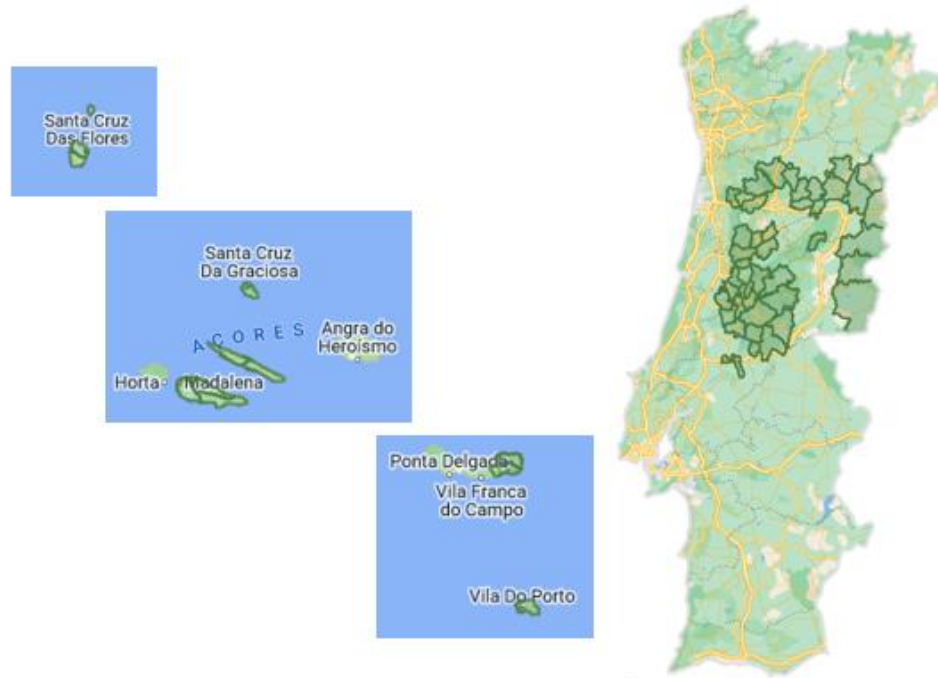 Santa Cruz
Das Flores
Santa Cruz
Da Graciosa
AÇORES
Angra do
Heroísmo
Horta
Madalena
Ponta Delgada
Vila Franca
do Campo
Vila Do Porto